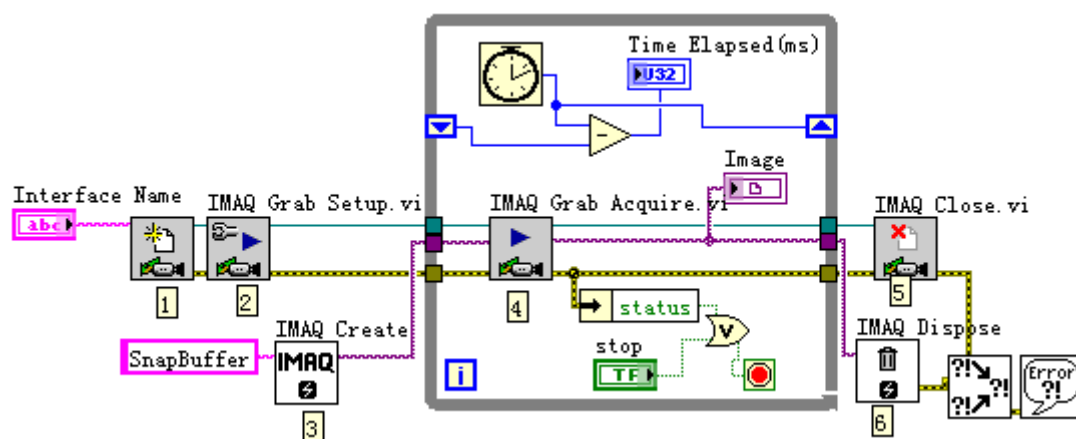 Time Elapsed(ms)
U32
Image
Interface Name
abc
IMAQ Grab Setup.vi
IMAQ Grab Acquire.vi
IMAQ Close.vi
1
2
4
5
status
IMAQ Create
SnapBuffer
IMAQ
3
stop
TF
i
V
IMAQ Dispose
6
?!
?!
?!
Error
?!